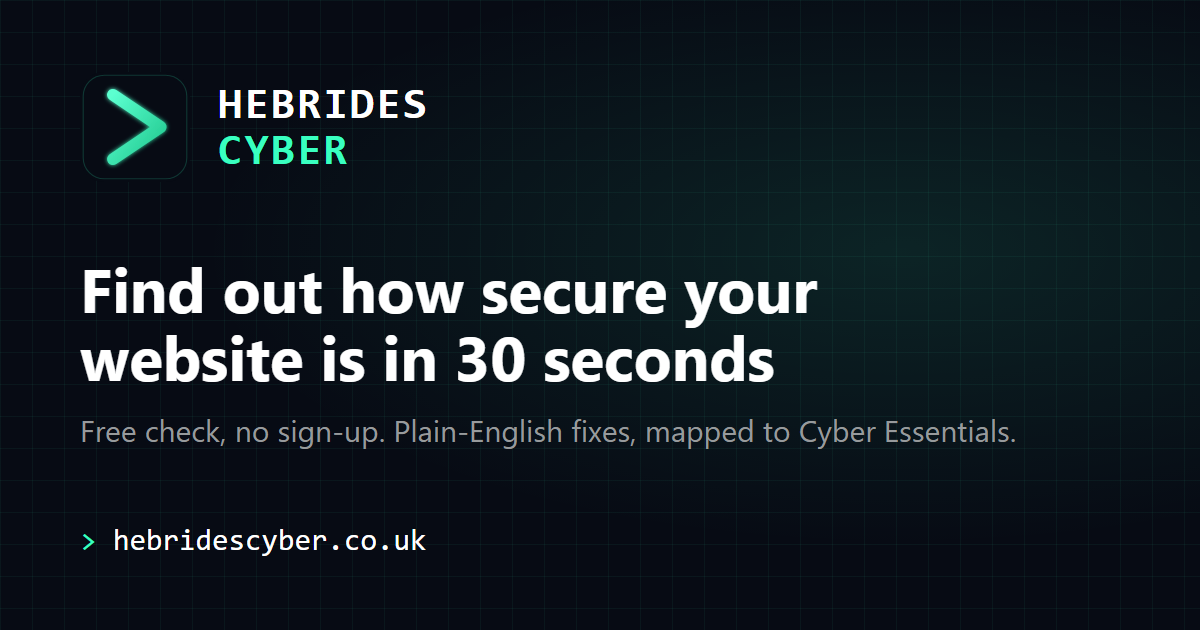 HEBRIDES
CYBER
Find out how secure your
website is in 30 seconds
Free check, no sign-up. Plain-English fixes, mapped to Cyber Essentials.
> hebridescyber.co.uk